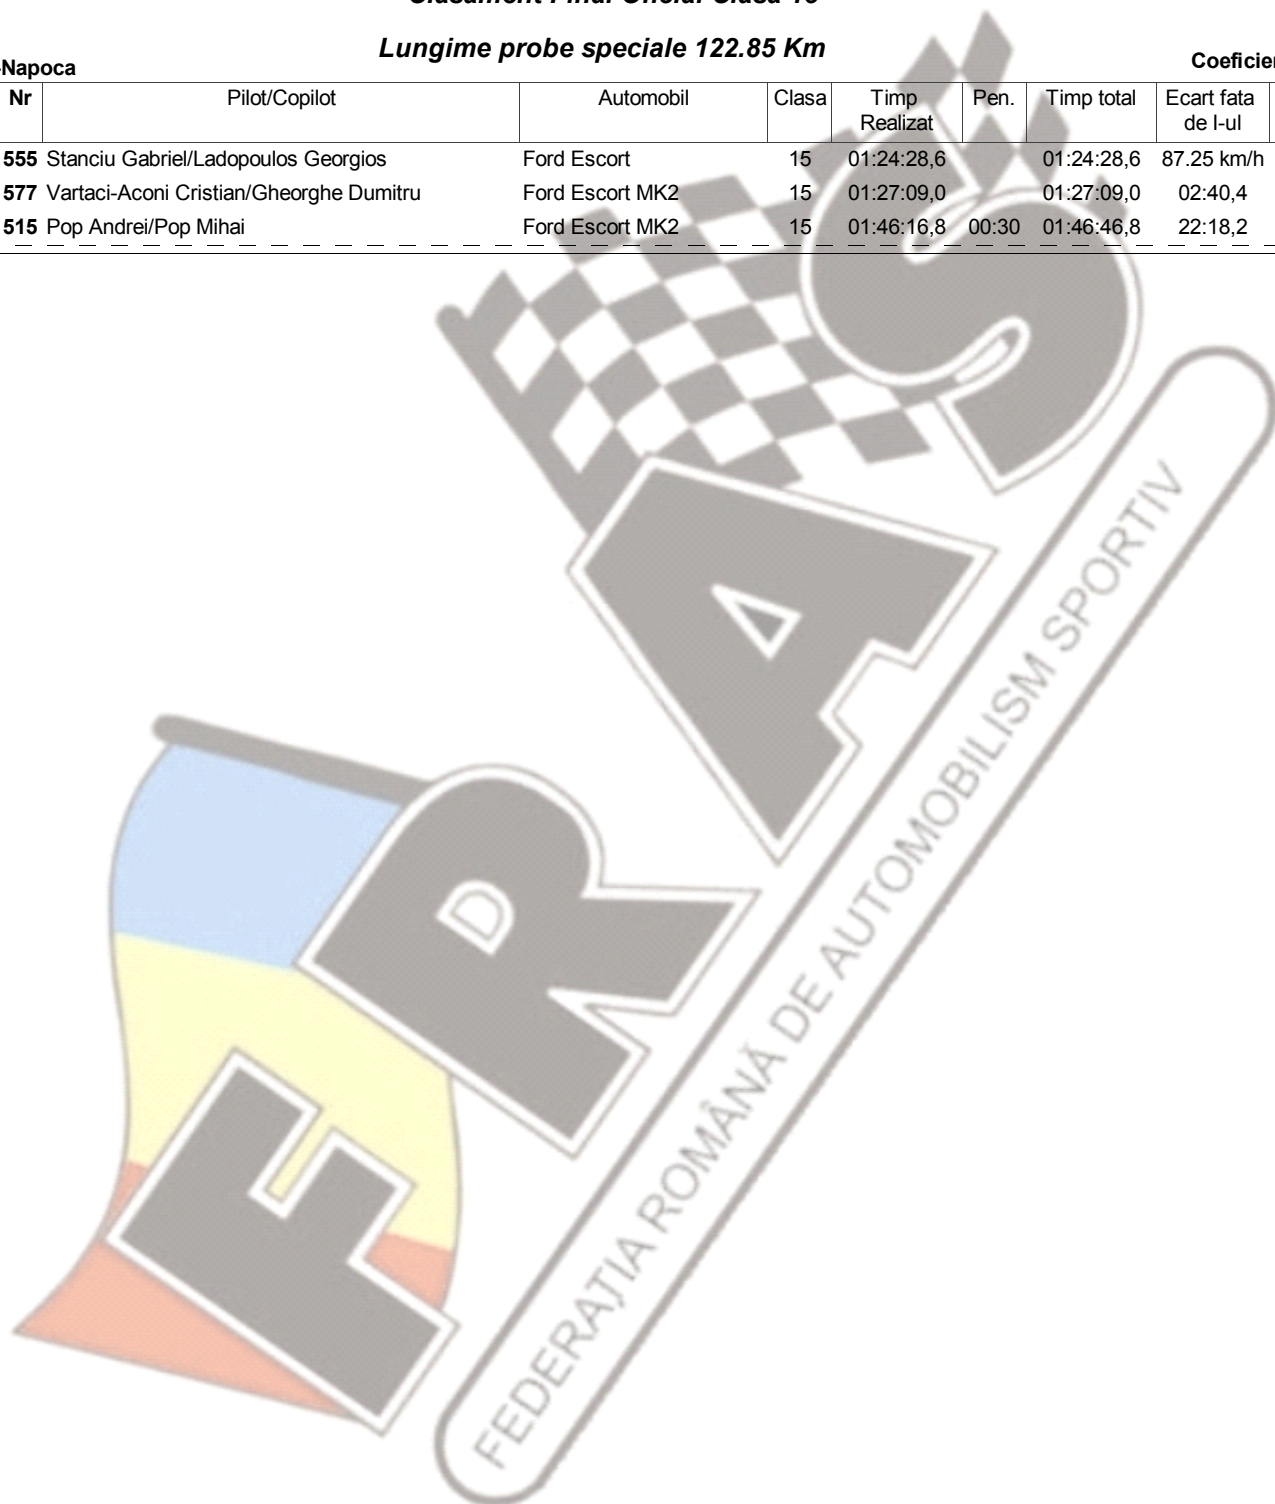 Lungime probe speciale 122.85 Km
-Napoca
Nr Pilot/Copilot Automobil Clasa Timp Realizat Pen. Timp total Ecart fata de l-ul
555 Stanciu Gabriel/Ladopoulos Georgios Ford Escort 15 01:24:28,6 01:24:28,6 87.25 km/h
577 Vartaci-Aconi Cristian/Gheorghe Dumitru Ford Escort MK2 15 01:27:09,0 01:27:09,0 02:40,4
515 Pop Andrei/Pop Mihai Ford Escort MK2 15 01:46:16,8 00:30 01:46:46,8 22:18,2
FRAS
FEDERAȚIA ROMÂNĂ DE AUTOMOBILISM SPORTIV